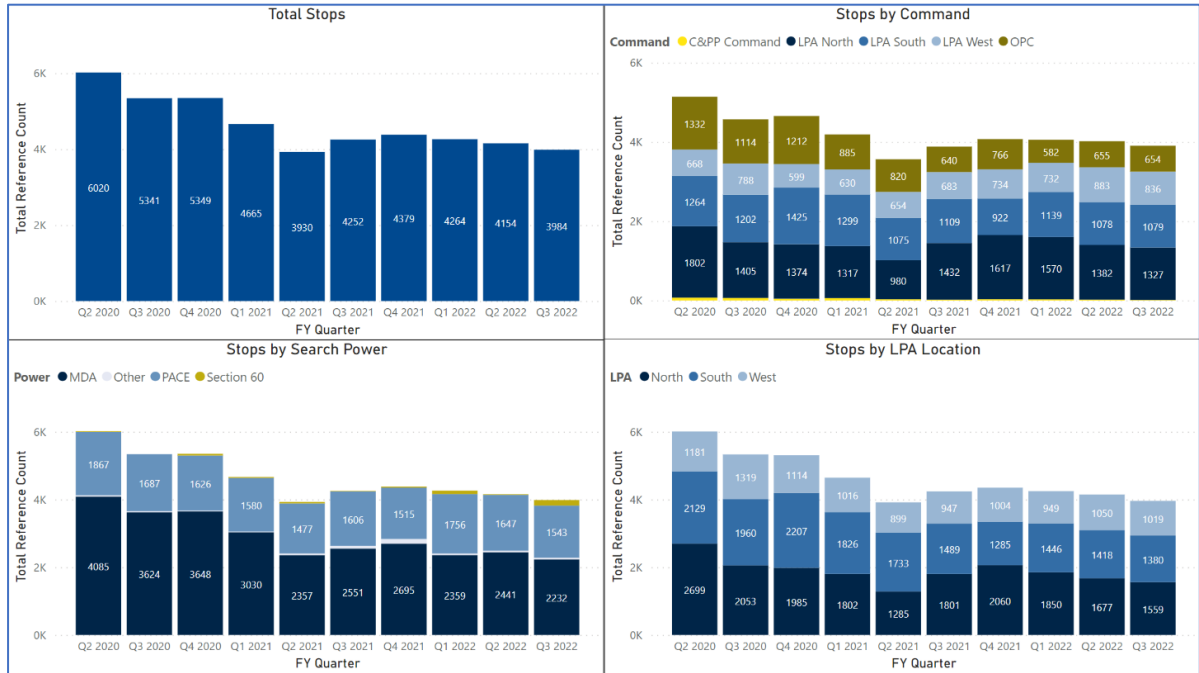 Total Stops
Total Reference Count
6K
4K
2K
0K
6020
5341
5349
4665
3930
4252
4379
4264
4154
3984
Q2 2020 Q3 2020 Q4 2020 Q1 2021 Q2 2021 Q3 2021 Q4 2021 Q1 2022 Q2 2022 Q3 2022
FY Quarter
Stops by Command
Command C&PP Command LPA North LPA South LPA West OPC
Total Reference Count
6K
4K
2K
0K
1332 1114 1212 885 820 640 766 582 655 654
668 788 599 630 654 683 734 732 883 836
1264 1202 1425 1299 1075 1109 922 1139 1078 1079
1802 1405 1374 1317 980 1432 1617 1570 1382 1327
Q2 2020 Q3 2020 Q4 2020 Q1 2021 Q2 2021 Q3 2021 Q4 2021 Q1 2022 Q2 2022 Q3 2022
FY Quarter
Stops by Search Power
Power MDA Other PACE Section 60
Total Reference Count
6K
4K
2K
0K
1867 1687 1626 1580 1477 1606 1515 1756 1647 1543
4085 3624 3648 3030 2357 2551 2695 2359 2441 2232
Q2 2020 Q3 2020 Q4 2020 Q1 2021 Q2 2021 Q3 2021 Q4 2021 Q1 2022 Q2 2022 Q3 2022
FY Quarter
Stops by LPA Location
LPA North South West
Total Reference Count
6K
4K
2K
0K
1181 1319 1114 1016 899 947 1004 949 1050 1019
2129 1960 2207 1826 1733 1489 1285 1446 1418 1380
2699 2053 1985 1802 1285 1801 2060 1850 1677 1559
Q2 2020 Q3 2020 Q4 2020 Q1 2021 Q2 2021 Q3 2021 Q4 2021 Q1 2022 Q2 2022 Q3 2022
FY Quarter